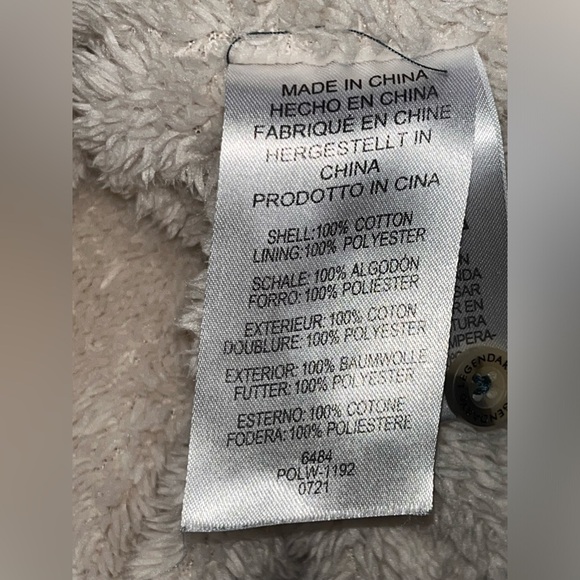 MADE IN CHINA
HECHO EN CHINA
FABRIQUÉ EN CHINE
HERGESTELLT IN
CHINA
PRODOTTO IN CINA
SHELL:100% COTTON
LINING:100% POLYESTER
SCHALE:100% ALGODÓN
FORRO:100% POLIÉSTER
EXTERIEUR:100% COTON
DOUBLURE:100% POLYESTER
EXTERIOR:100% BAUMWOLLE
FUTTER:100% POLYESTER
ESTERNO:100% COTONE
FODERA:100% POLIESTERE
6484
POLW-1192
0721